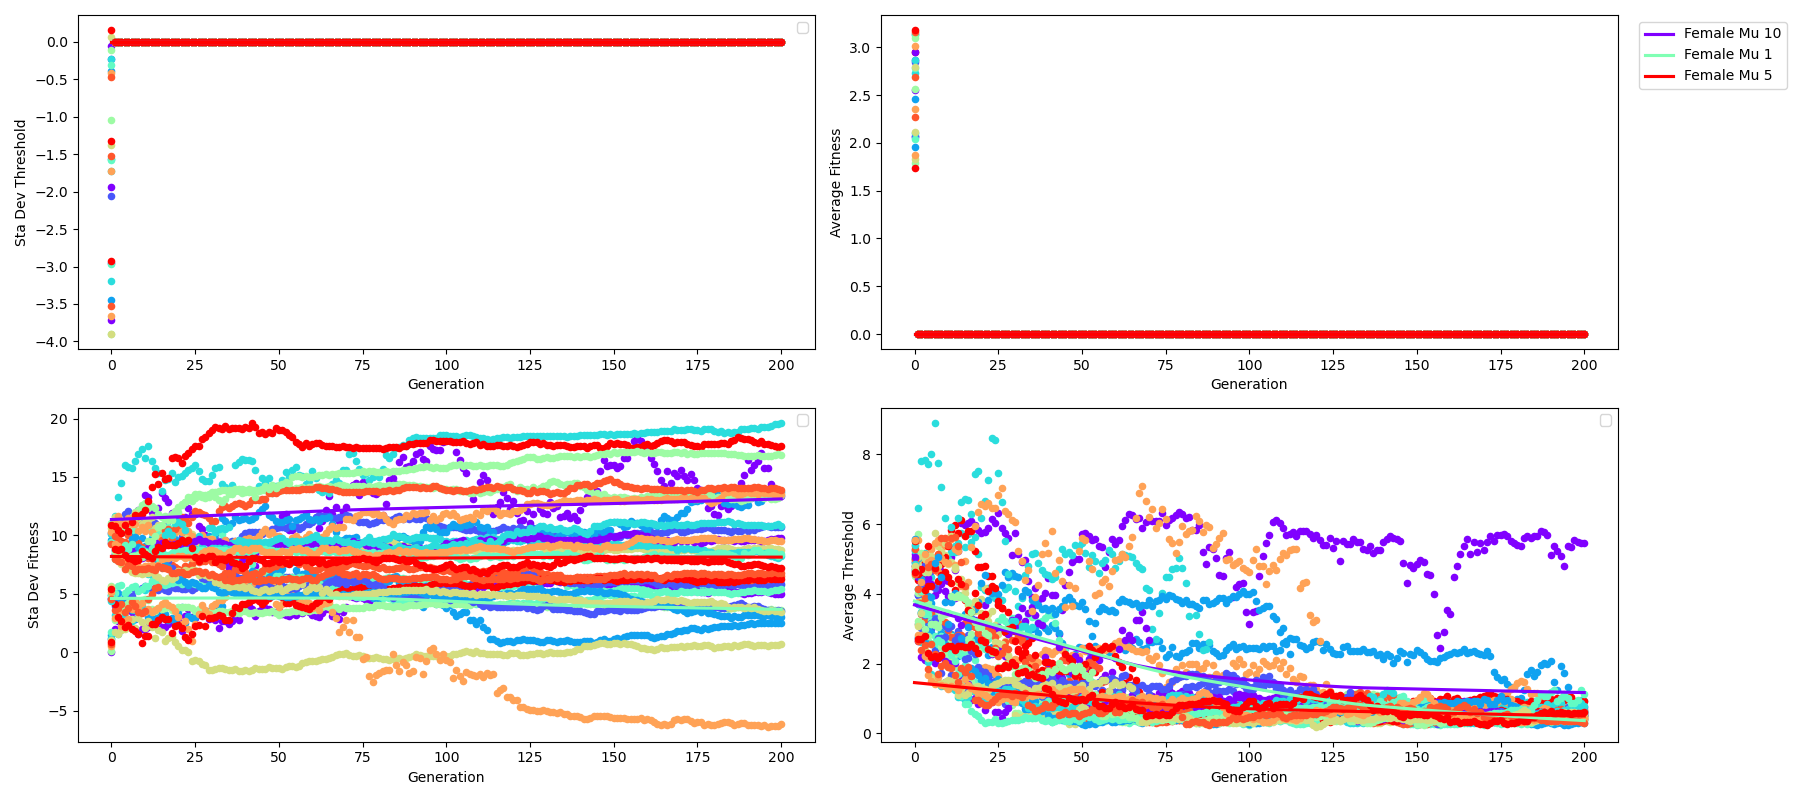 0.0
−0.5
−1.0
−1.5
−2.0
−2.5
−3.0
−3.5
−4.0
Sta Dev Threshold
0 25 50 75 100 125 150 175 200
Generation
3.0
2.5
2.0
1.5
1.0
0.5
0.0
Average Fitness
0 25 50 75 100 125 150 175 200
Generation
Female Mu 10
Female Mu 1
Female Mu 5
20
15
10
5
0
−5
Sta Dev Fitness
0 25 50 75 100 125 150 175 200
Generation
8
6
4
2
0
Average Threshold
0 25 50 75 100 125 150 175 200
Generation